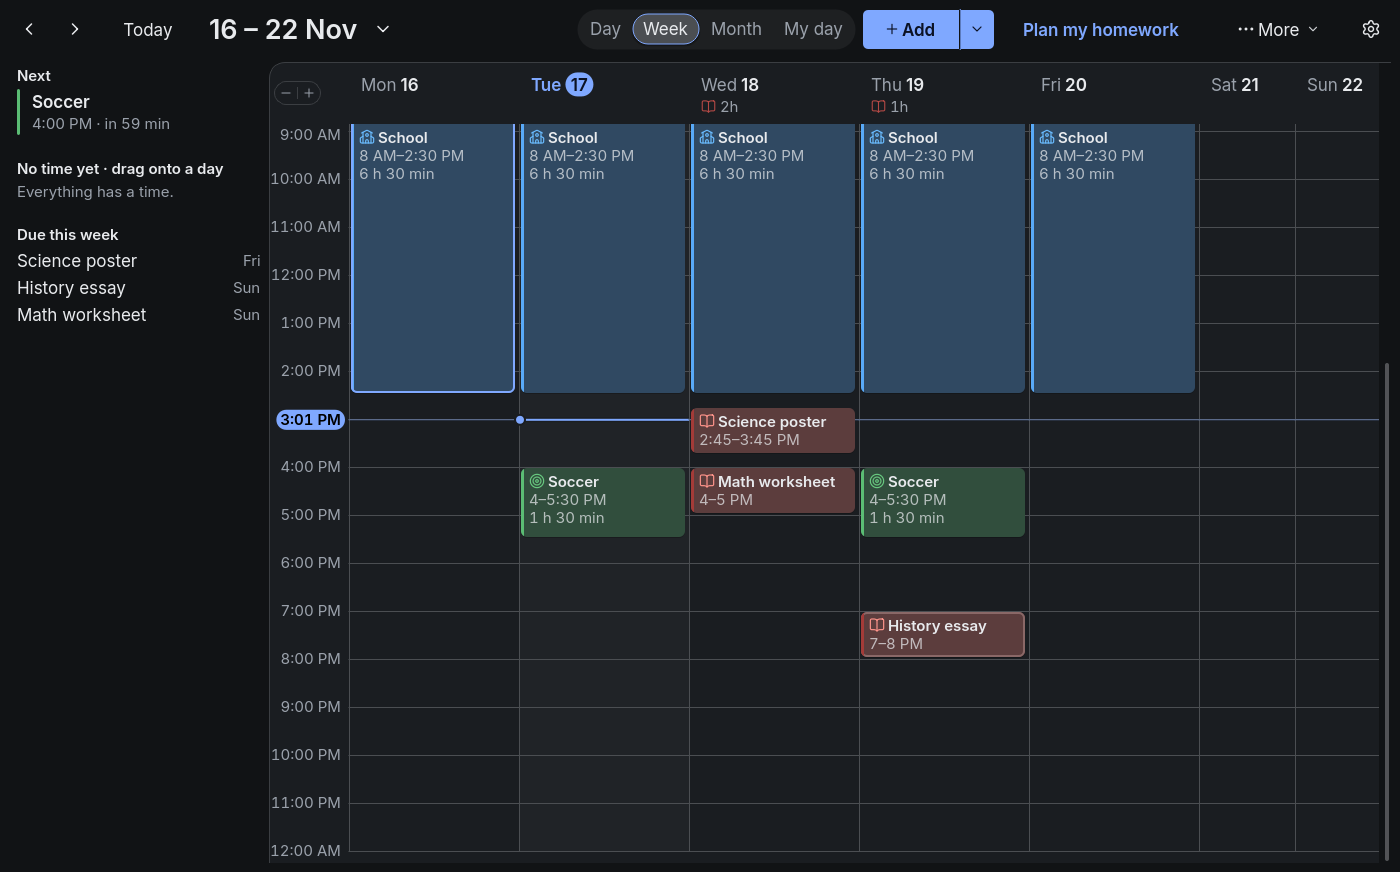 Today
16 – 22 Nov
Day
Week
Month
My day
+ Add
Plan my homework
··· More
Next
Soccer
4:00 PM · in 59 min
No time yet · drag onto a day
Everything has a time.
Due this week
Science poster Fri
History essay Sun
Math worksheet Sun
Mon 16
Tue 17
Wed 18
2h
Thu 19
1h
Fri 20
Sat 21
Sun 22
9:00 AM
10:00 AM
11:00 AM
12:00 PM
1:00 PM
2:00 PM
3:01 PM
4:00 PM
5:00 PM
6:00 PM
7:00 PM
8:00 PM
9:00 PM
10:00 PM
11:00 PM
12:00 AM
School
8 AM–2:30 PM
6 h 30 min
School
8 AM–2:30 PM
6 h 30 min
Soccer
4–5:30 PM
1 h 30 min
School
8 AM–2:30 PM
6 h 30 min
Science poster
2:45–3:45 PM
Math worksheet
4–5 PM
School
8 AM–2:30 PM
6 h 30 min
Soccer
4–5:30 PM
1 h 30 min
History essay
7–8 PM
School
8 AM–2:30 PM
6 h 30 min